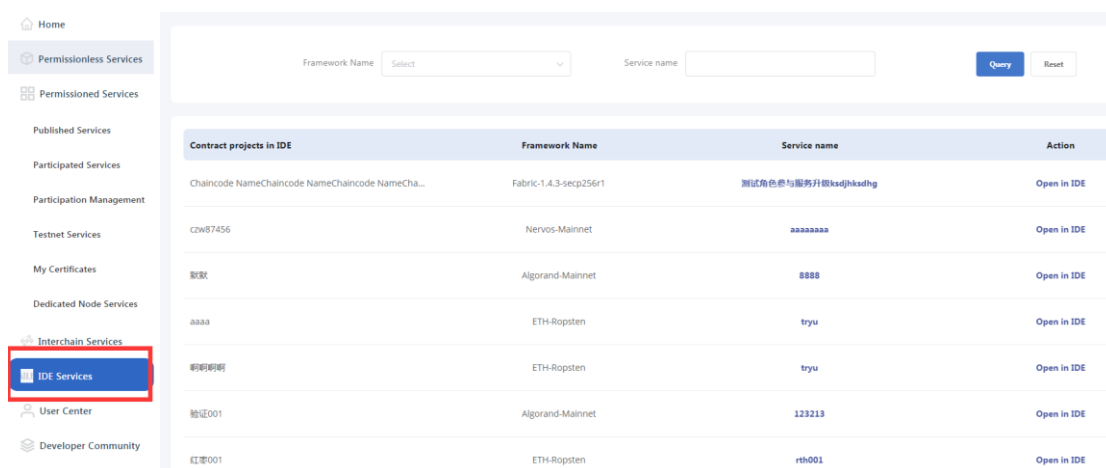 Home
Permissionless Services
Permissioned Services
Published Services
Participated Services
Participation Management
Testnet Services
My Certificates
Dedicated Node Services
Interchain Services
IDE Services
User Center
Developer Community
Framework Name Select Service name Query Reset
Contract projects in IDE Framework Name Service name Action
Chaincode NameChaincode NameChaincode NameCha... Fabric-1.4.3-secp256r1 测试角色参与服务升级ksdjhksdhg Open in IDE
czw87456 Nervos-Mainnet aaaaaaaa Open in IDE
默默 Algorand-Mainnet 8888 Open in IDE
aaaa ETH-Ropsten tryu Open in IDE
啊啊啊啊 ETH-Ropsten tryu Open in IDE
验证001 Algorand-Mainnet 123213 Open in IDE
红枣001 ETH-Ropsten rth001 Open in IDE